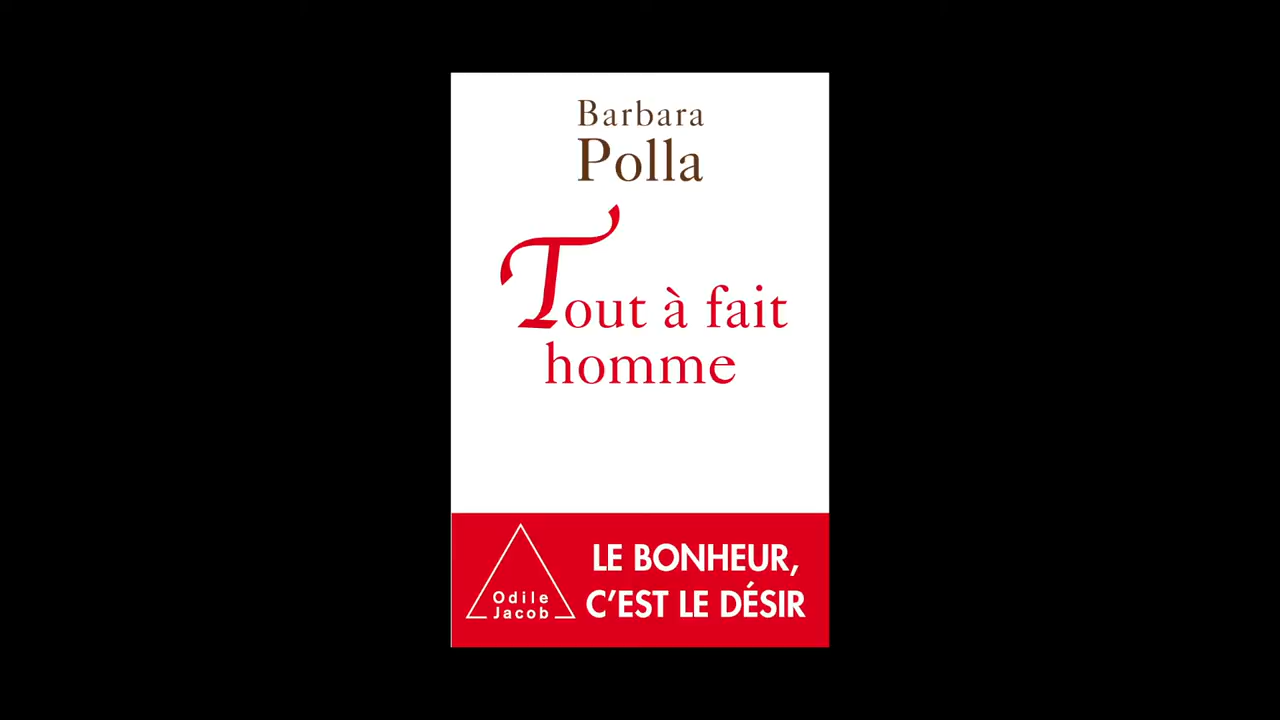 Barbara
Polla
Tout à fait
homme
LE BONHEUR,
C'EST LE DÉSIR
Odile
Jacob